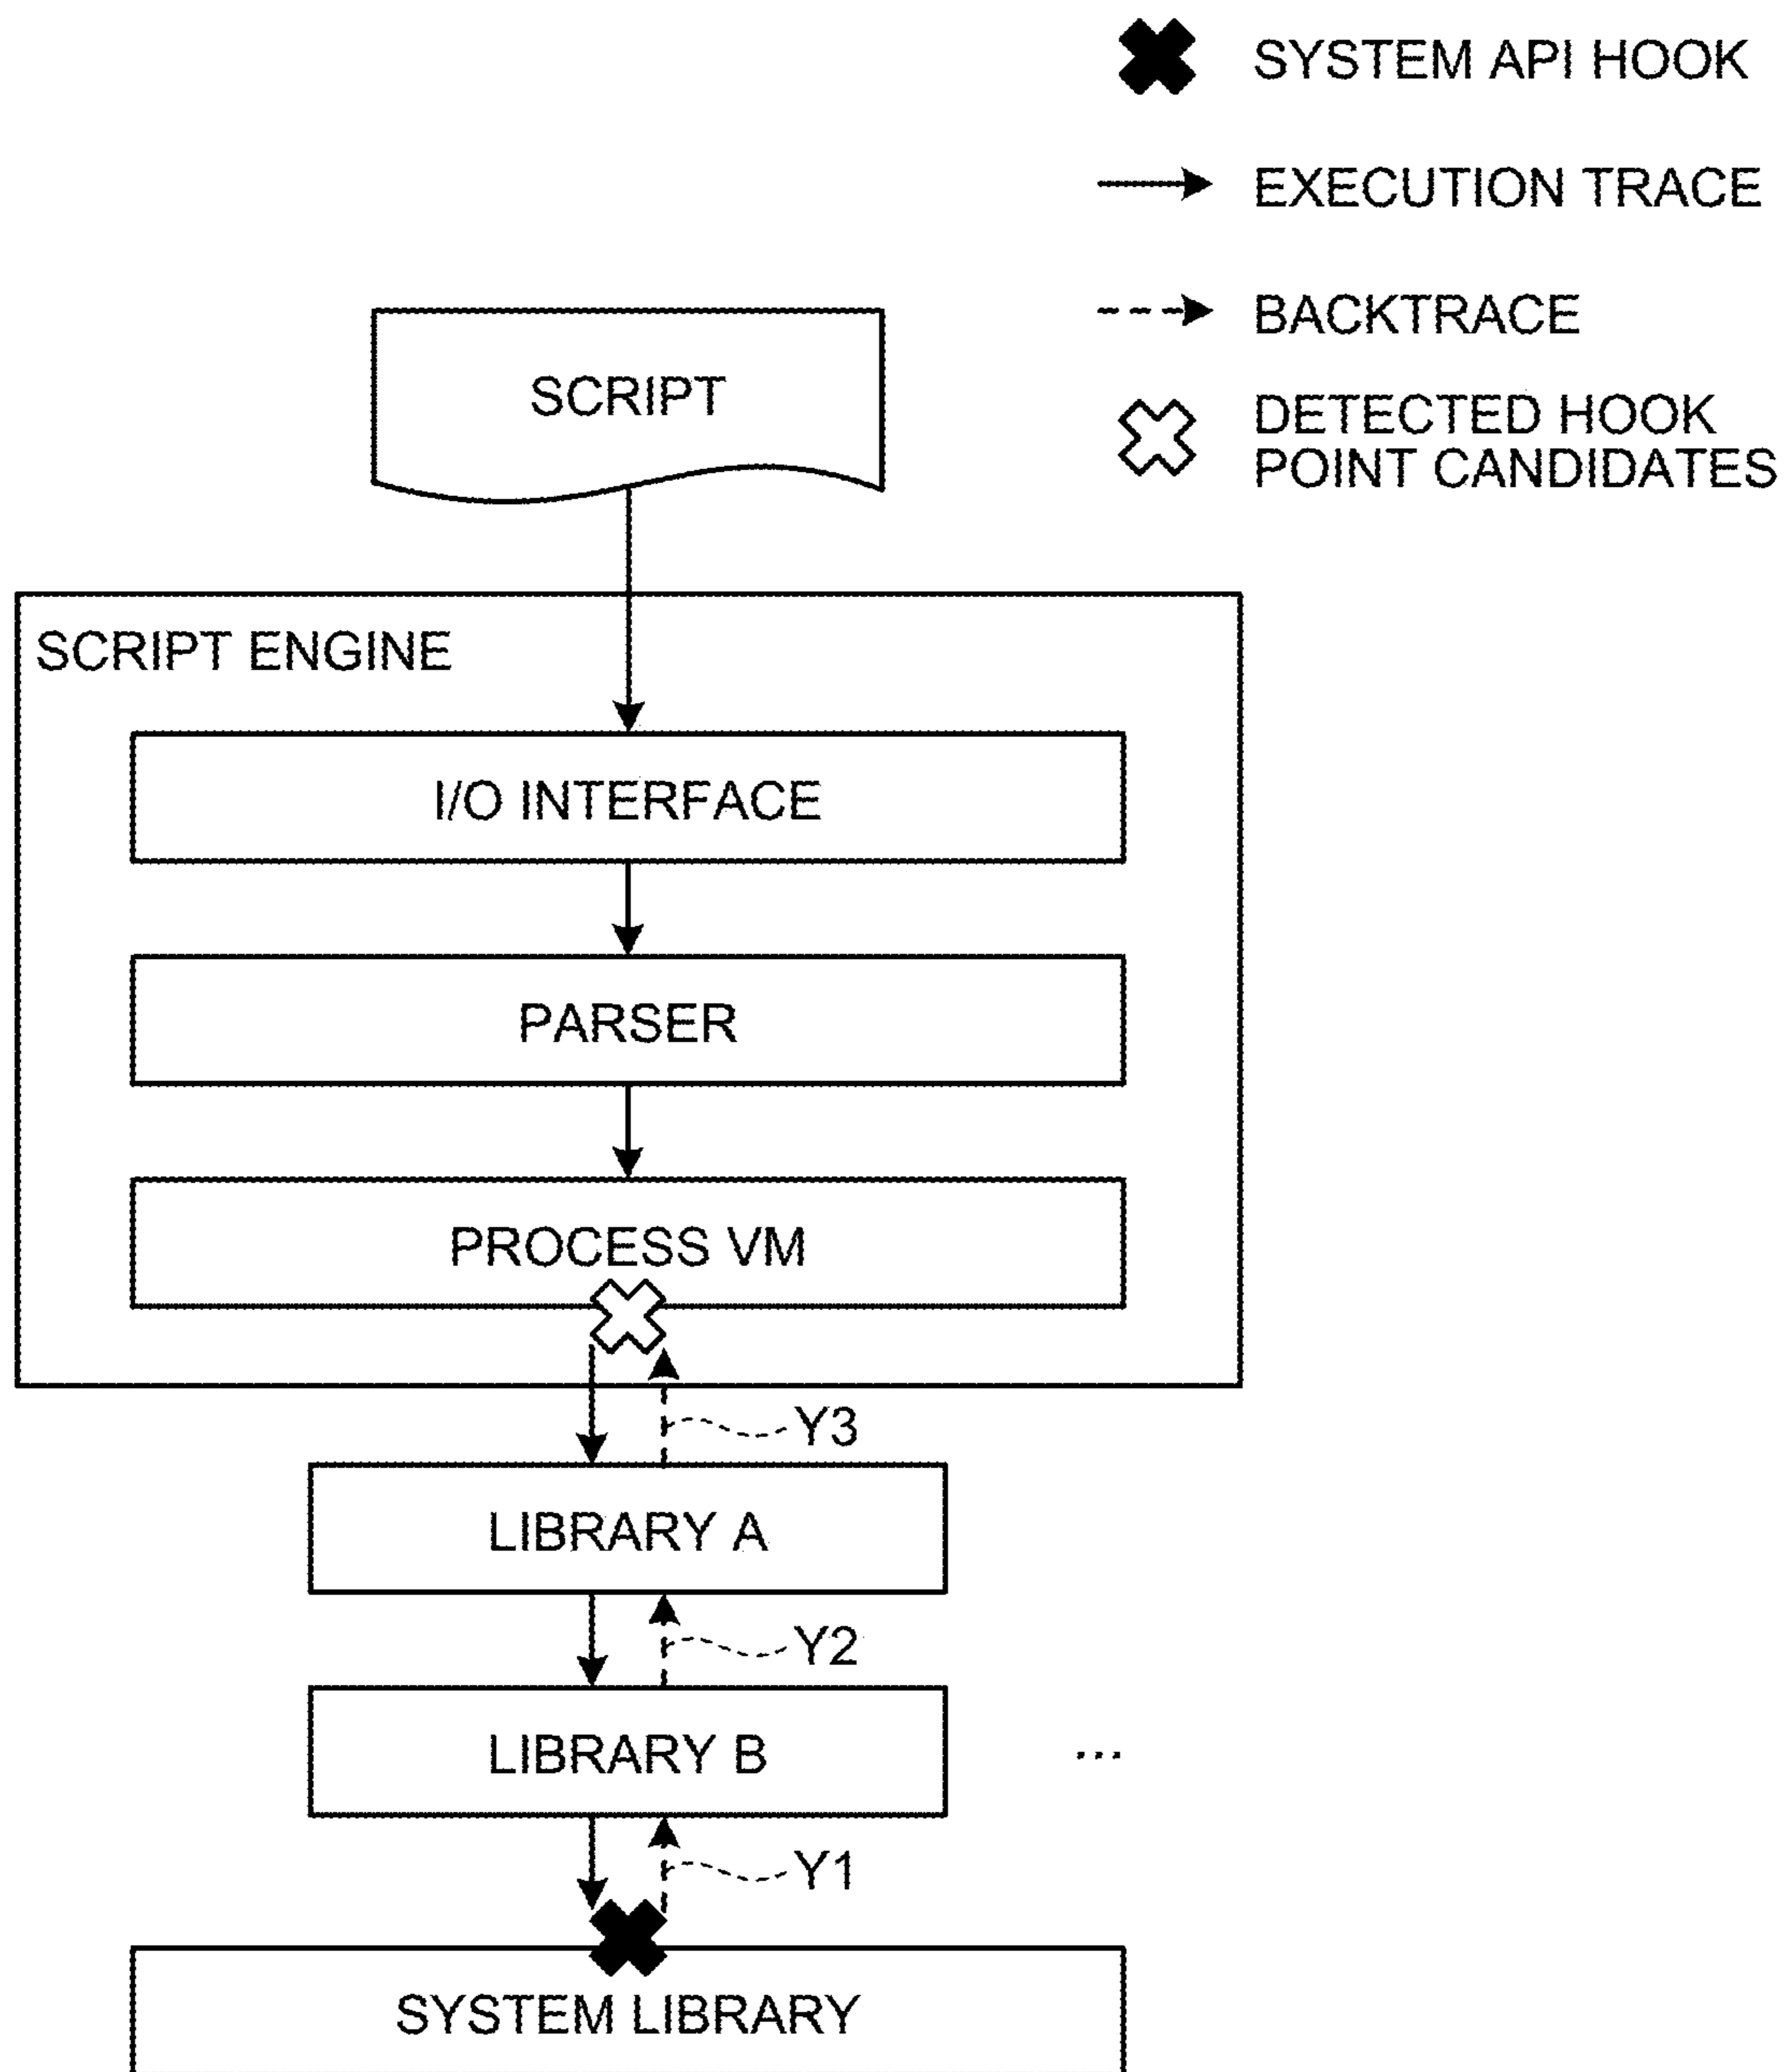 SYSTEM API HOOK
EXECUTION TRACE
BACKTRACE
DETECTED HOOK
POINT CANDIDATES
SCRIPT
SCRIPT ENGINE
I/O INTERFACE
PARSER
PROCESS VM
Y3
LIBRARY A
Y2
LIBRARY B
...
Y1
SYSTEM LIBRARY